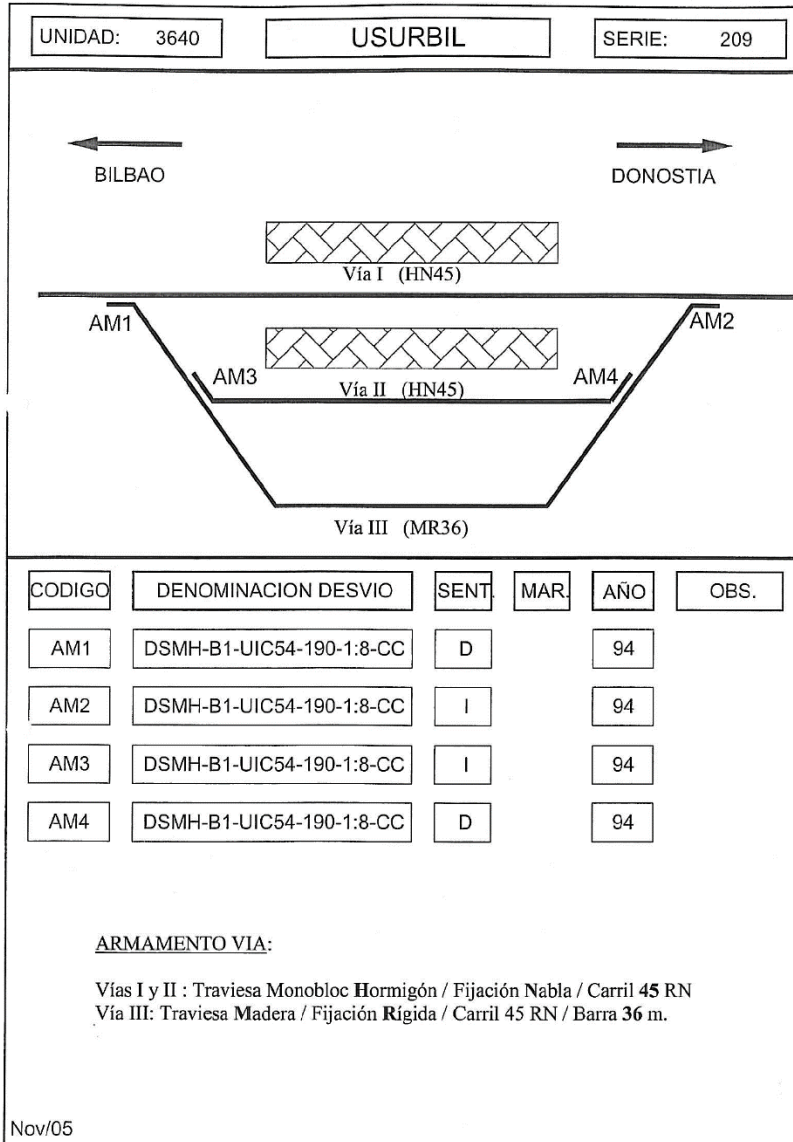 UNIDAD: 3640
USURBIL
SERIE: 209
BILBAO
DONOSTIA
Vía I (HN45)
AM1
AM2
AM3
AM4
Vía II (HN45)
Vía III (MR36)
CODIGO DENOMINACION DESVIO SENT. MAR. AÑO OBS.
AM1 DSMH-B1-UIC54-190-1:8-CC D 94
AM2 DSMH-B1-UIC54-190-1:8-CC I 94
AM3 DSMH-B1-UIC54-190-1:8-CC I 94
AM4 DSMH-B1-UIC54-190-1:8-CC D 94
ARMAMENTO VIA:
Vías I y II : Traviesa Monobloc Hormigón / Fijación Nabla / Carril 45 RN
Vía III: Traviesa Madera / Fijación Rígida / Carril 45 RN / Barra 36 m.
Nov/05